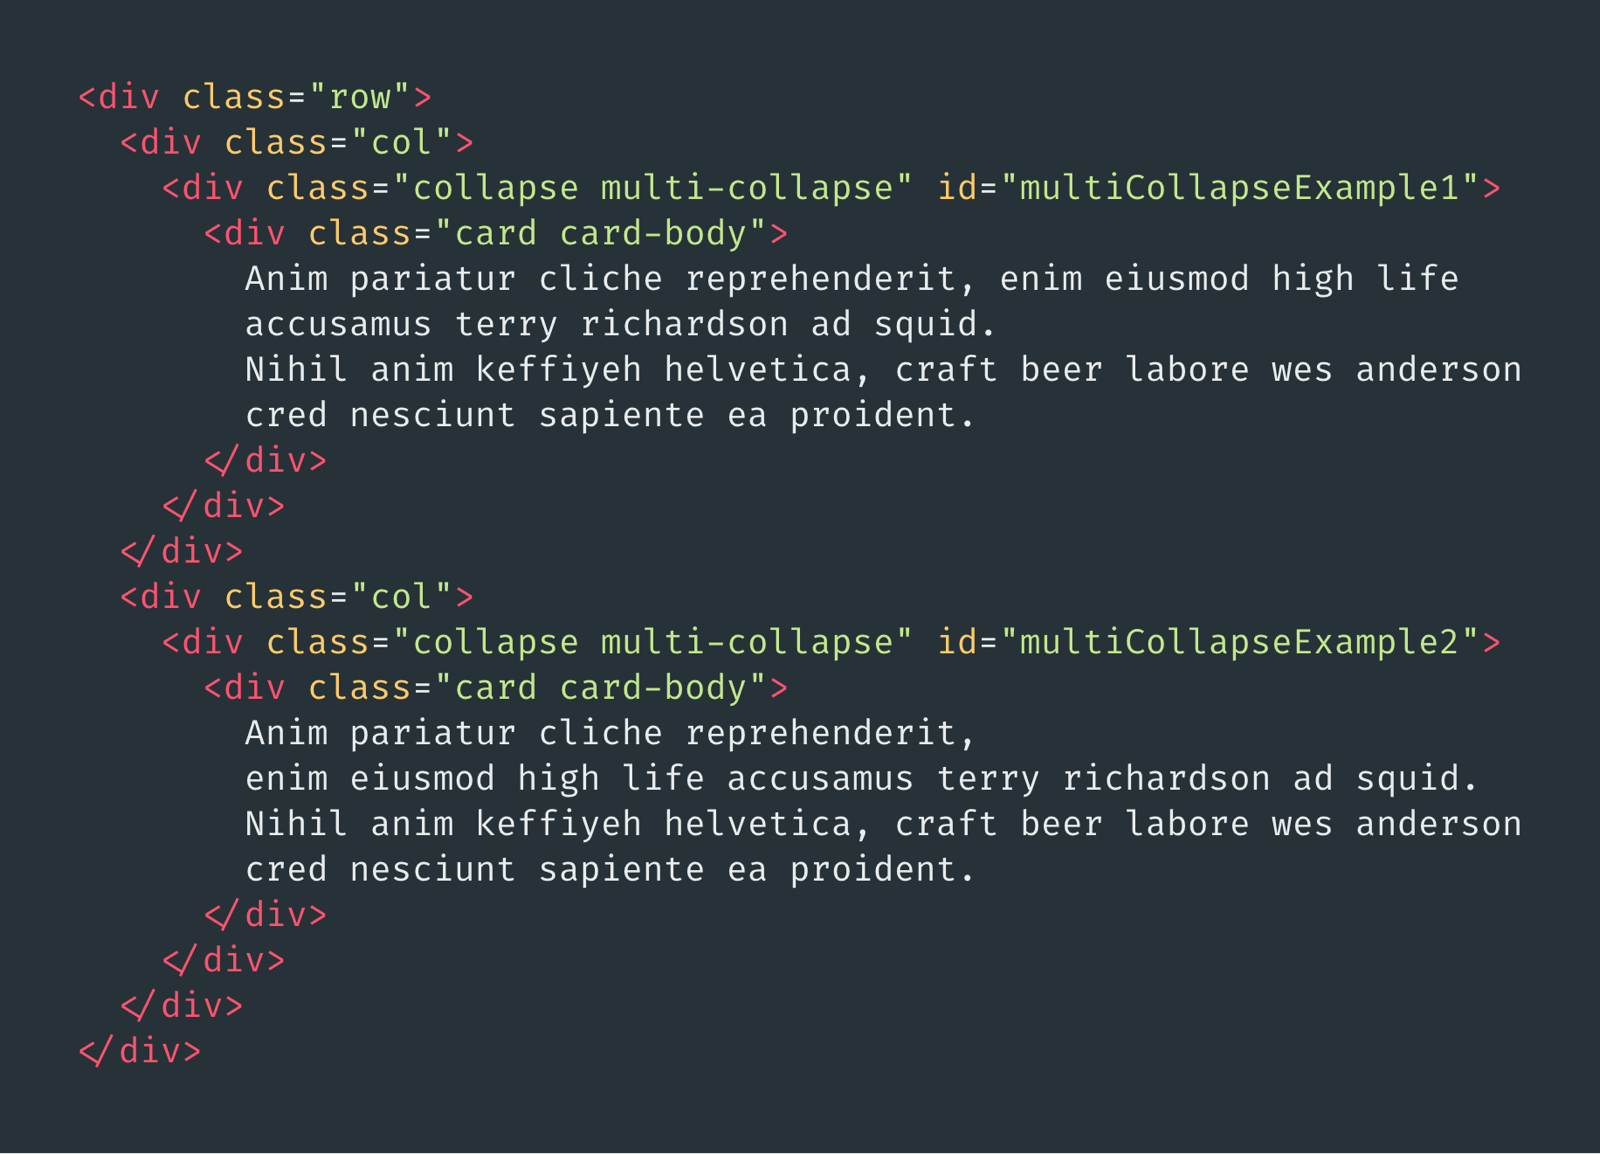 <div class="row">
  <div class="col">
    <div class="collapse multi-collapse" id="multiCollapseExample1">
      <div class="card card-body">
        Anim pariatur cliche reprehenderit, enim eiusmod high life
        accusamus terry richardson ad squid.
        Nihil anim keffiyeh helvetica, craft beer labore wes anderson
        cred nesciunt sapiente ea proident.
      </div>
    </div>
  </div>
  <div class="col">
    <div class="collapse multi-collapse" id="multiCollapseExample2">
      <div class="card card-body">
        Anim pariatur cliche reprehenderit,
        enim eiusmod high life accusamus terry richardson ad squid.
        Nihil anim keffiyeh helvetica, craft beer labore wes anderson
        cred nesciunt sapiente ea proident.
      </div>
    </div>
  </div>
</div>